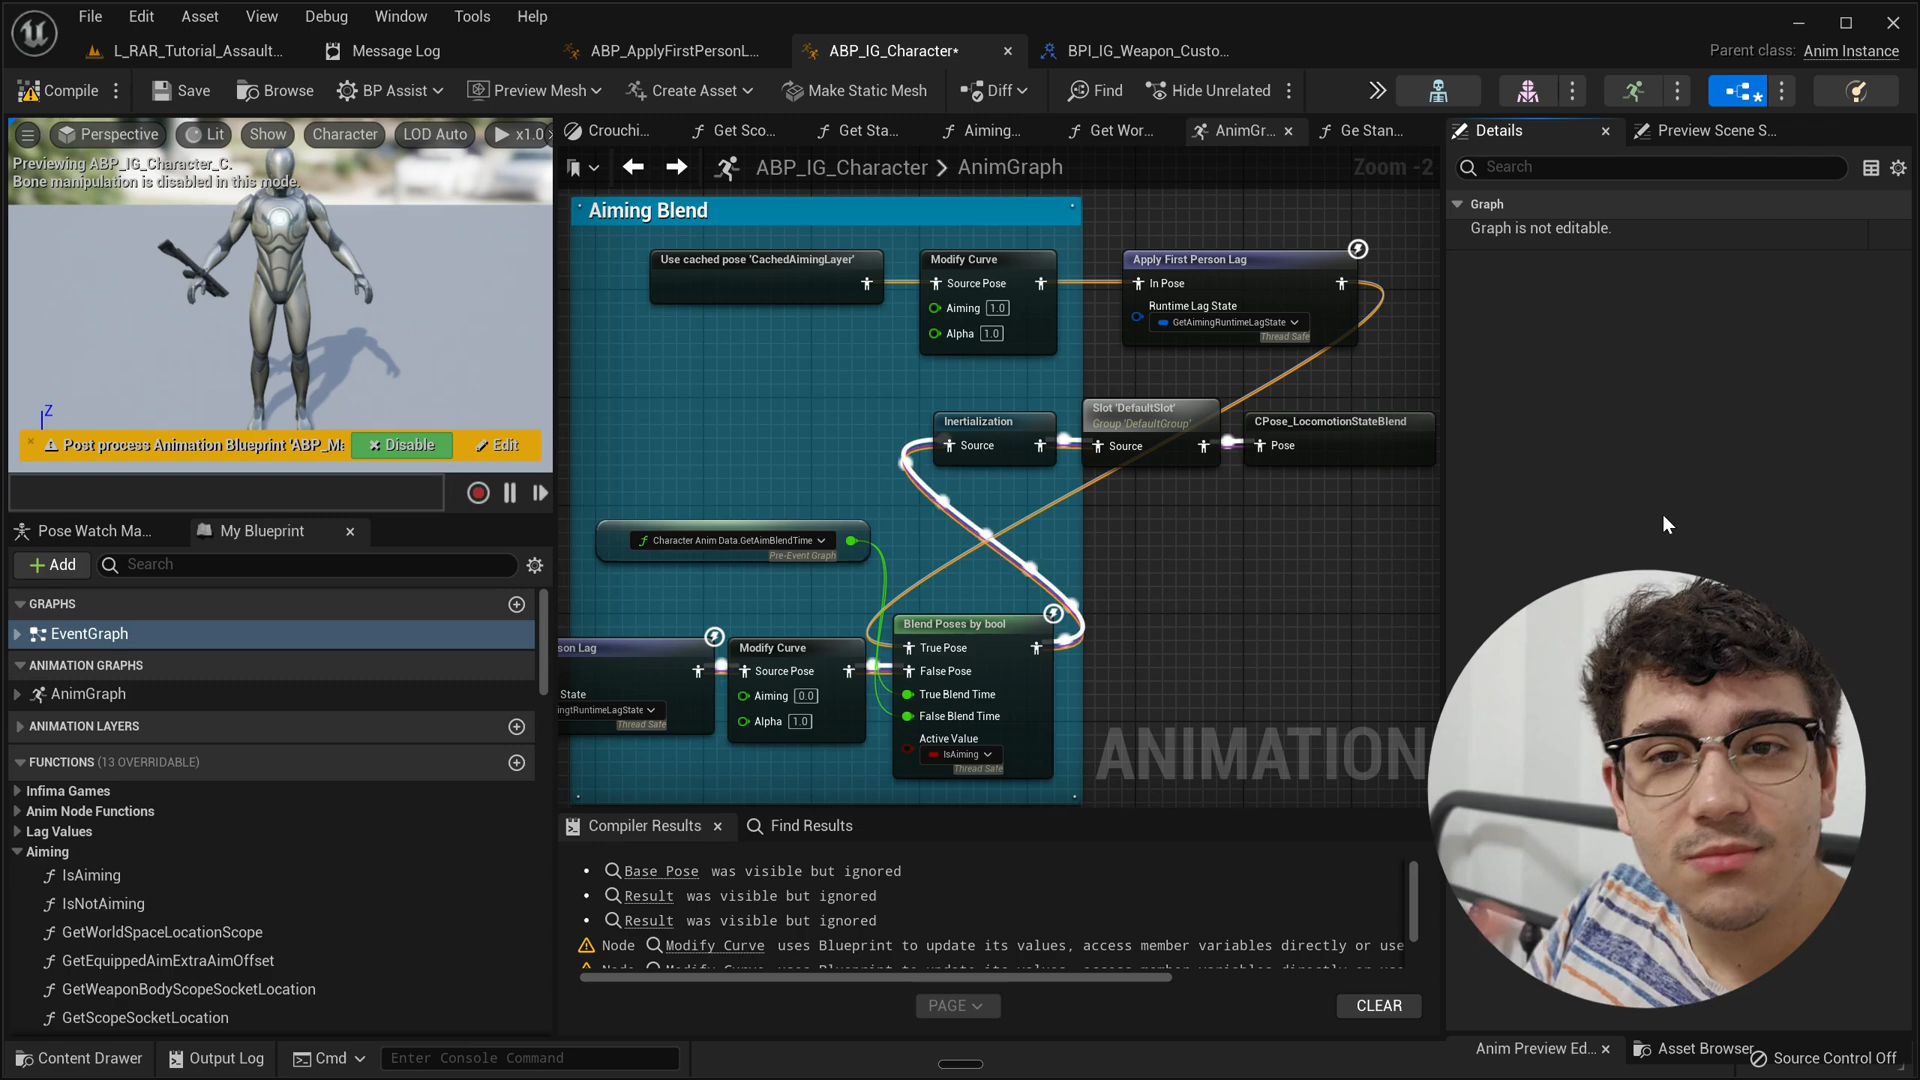 File Edit Asset View Debug Window Tools Help
L_RAR_Tutorial_Assault... Message Log ABP_ApplyFirstPersonL... ABP_IG_Character* BPI_IG_Weapon_Custo... Parent class: Anim Instance
Compile Save Browse BP Assist Preview Mesh Create Asset Make Static Mesh Diff Find Hide Unrelated
Perspective Lit Show Character LOD Auto x1.0
Previewing ABP_IG_Character_C.
Bone manipulation is disabled in this mode.
Z
Post process Animation Blueprint 'ABP_M Disable Edit
Pose Watch Ma... My Blueprint
Add Search
GRAPHS
EventGraph
ANIMATION GRAPHS
AnimGraph
ANIMATION LAYERS
FUNCTIONS (13 OVERRIDABLE)
Infima Games
Anim Node Functions
Lag Values
Aiming
IsAiming
IsNotAiming
GetWorldSpaceLocationScope
GetEquippedAimExtraAimOffset
GetWeaponBodyScopeSocketLocation
GetScopeSocketLocation
Crouchi... Get Sco... Get Sta... Aiming... Get Wor... AnimGr... Ge Stan...
ABP_IG_Character > AnimGraph Zoom -2
Aiming Blend
Use cached pose 'CachedAimingLayer'
Modify Curve
Source Pose
Aiming 1.0
Alpha 1.0
Apply First Person Lag
In Pose
Runtime Lag State
GetAimingRuntimeLagState
Thread Safe
Inertialization
Source
Slot 'DefaultSlot'
Group 'DefaultGroup'
Source
CPose_LocomotionStateBlend
Pose
Character Anim Data.GetAimBlendTime
Pre-Event Graph
son Lag
State
ngtRuntimeLagState
Thread Safe
Modify Curve
Source Pose
Aiming 0.0
Alpha 1.0
Blend Poses by bool
True Pose
False Pose
True Blend Time
False Blend Time
Active Value
IsAiming
Thread Safe
ANIMATION
Compiler Results Find Results
Base Pose was visible but ignored
Result was visible but ignored
Result was visible but ignored
Node Modify Curve uses Blueprint to update its values, access member variables directly or use
PAGE CLEAR
Details Preview Scene S...
Search
Graph
Graph is not editable.
Content Drawer Output Log Cmd Enter Console Command
Anim Preview Ed... Asset Browser Source Control Off